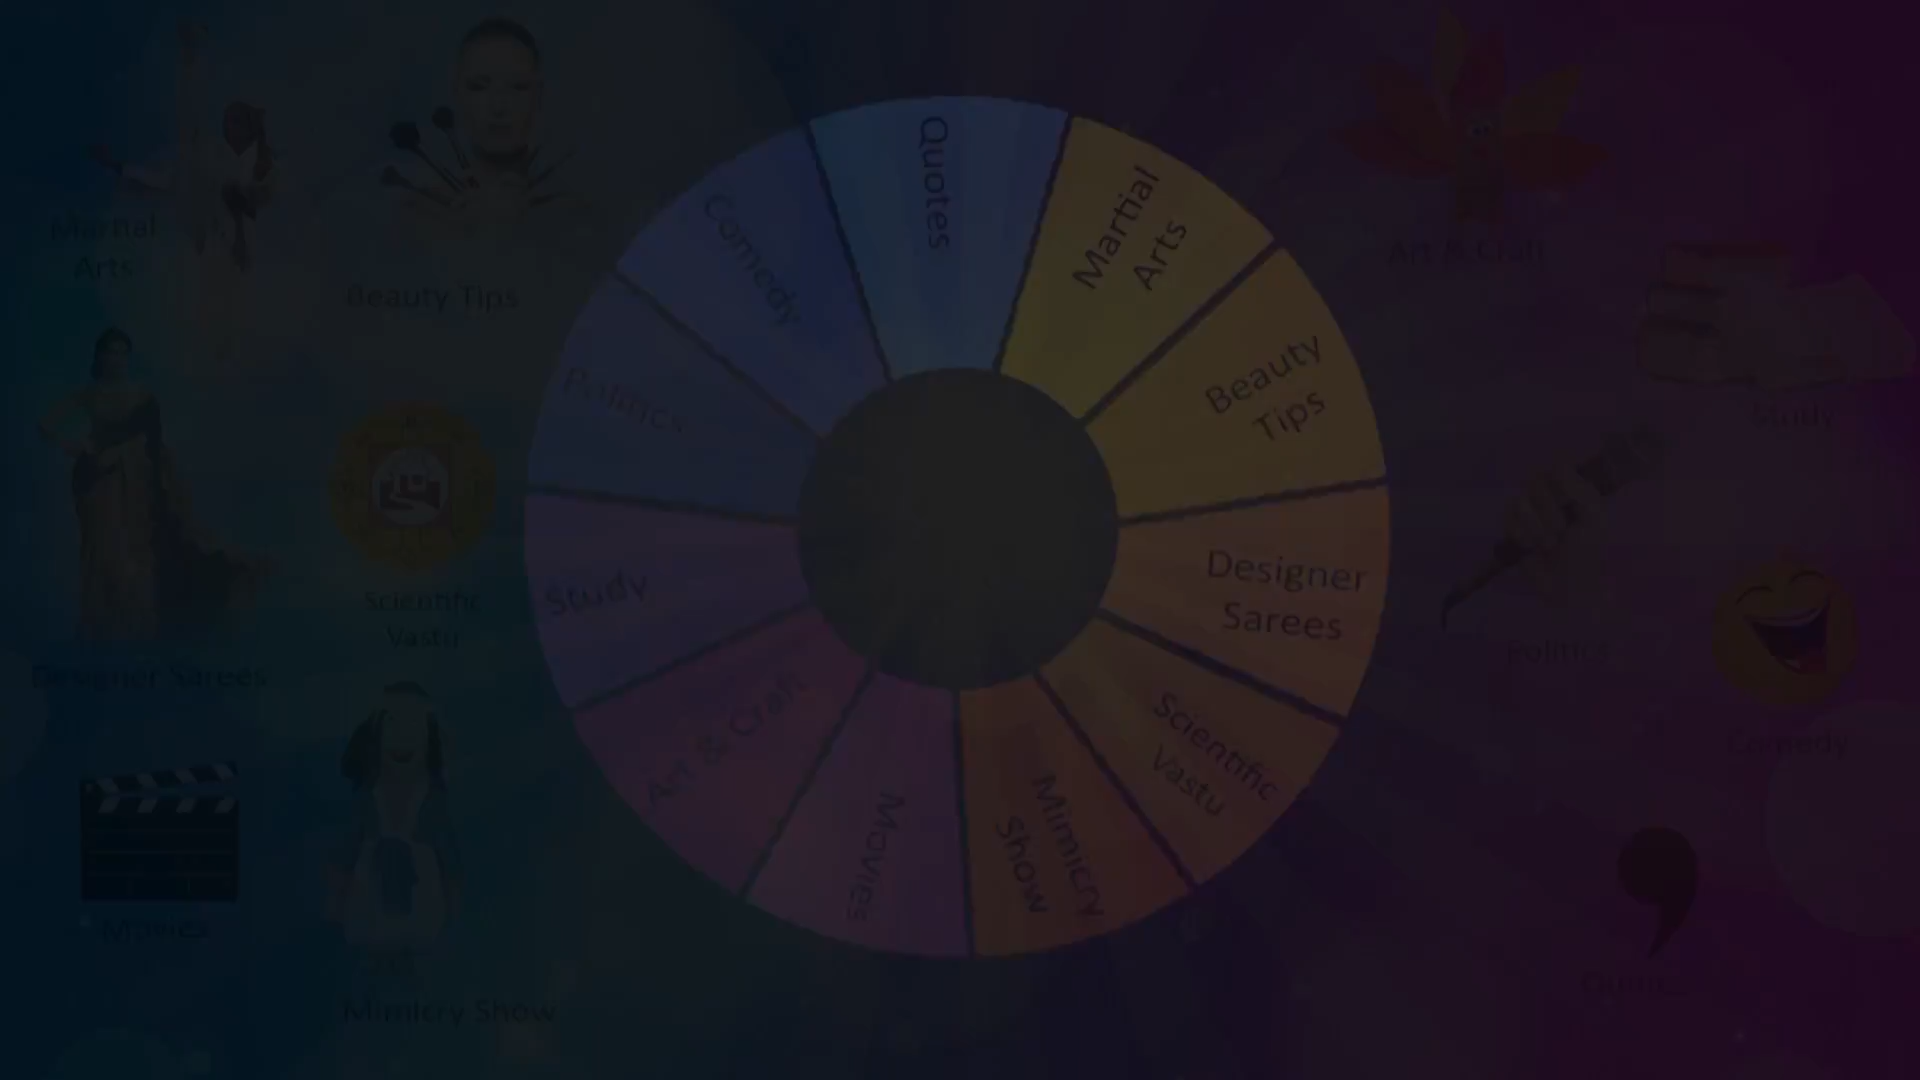 Martial
Arts
Beauty Tips
Designer Sarees
Scientific
Vastu
Movies
Mimicry Show
Quotes
Martial
Arts
Beauty
Tips
Designer
Sarees
Scientific
Vastu
Mimicry
Show
Movies
Art & Craft
Study
Politics
Comedy
Art & Craft
Study
Politics
Comedy
Quotes